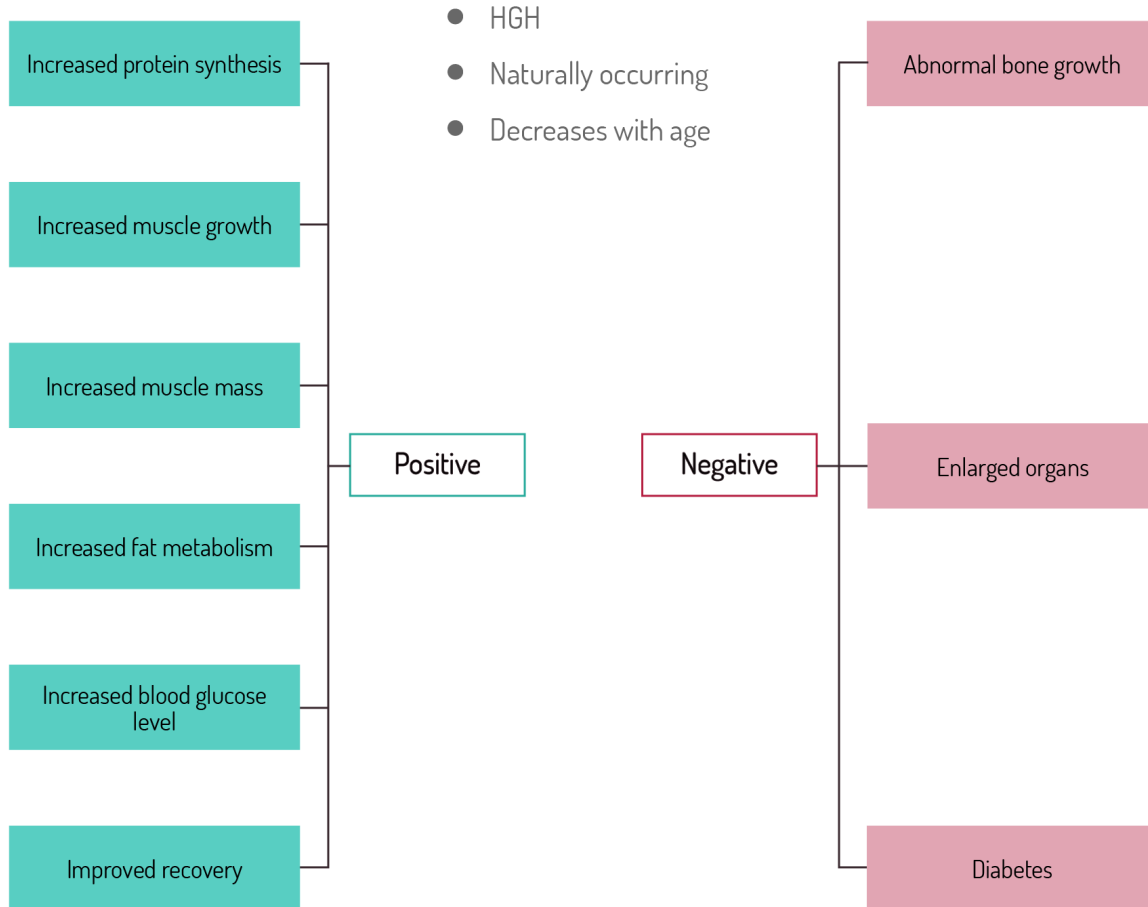 HGH
Naturally occurring
Decreases with age
Increased protein synthesis
Increased muscle growth
Increased muscle mass
Increased fat metabolism
Increased blood glucose
level
Improved recovery
Positive
Negative
Abnormal bone growth
Enlarged organs
Diabetes